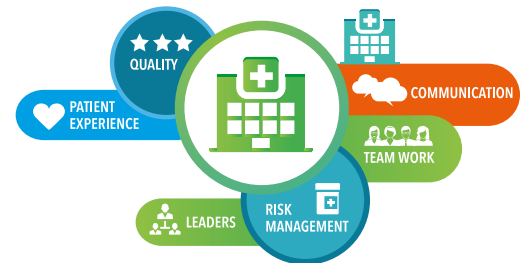 QUALITY
PATIENT
EXPERIENCE
COMMUNICATION
TEAM WORK
LEADERS
RISK
MANAGEMENT